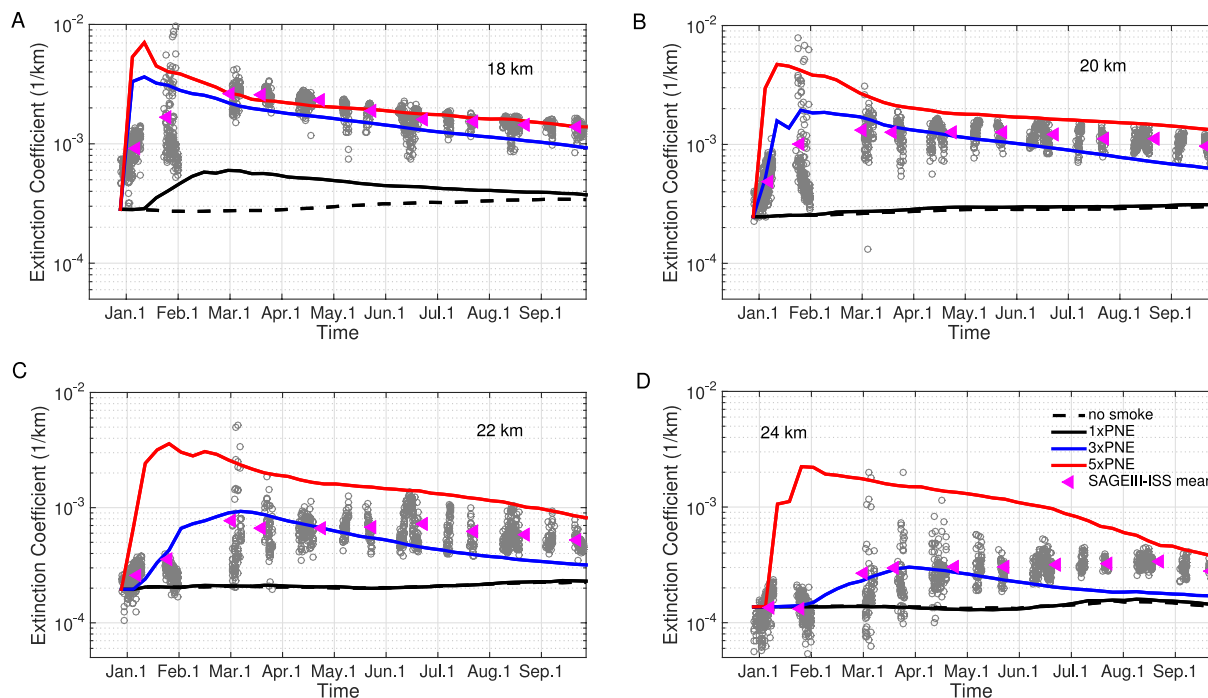 A
18 km
Extinction Coefficient (1/km)
10-2
10-3
10-4
Jan.1 Feb.1 Mar.1 Apr.1 May.1 Jun.1 Jul.1 Aug.1 Sep.1
Time
B
20 km
Extinction Coefficient (1/km)
10-2
10-3
10-4
Jan.1 Feb.1 Mar.1 Apr.1 May.1 Jun.1 Jul.1 Aug.1 Sep.1
Time
C
22 km
Extinction Coefficient (1/km)
10-2
10-3
10-4
Jan.1 Feb.1 Mar.1 Apr.1 May.1 Jun.1 Jul.1 Aug.1 Sep.1
Time
D
24 km
no smoke
1xPNE
3xPNE
5xPNE
SAGEIII-ISS mean
Extinction Coefficient (1/km)
10-2
10-3
10-4
Jan.1 Feb.1 Mar.1 Apr.1 May.1 Jun.1 Jul.1 Aug.1 Sep.1
Time